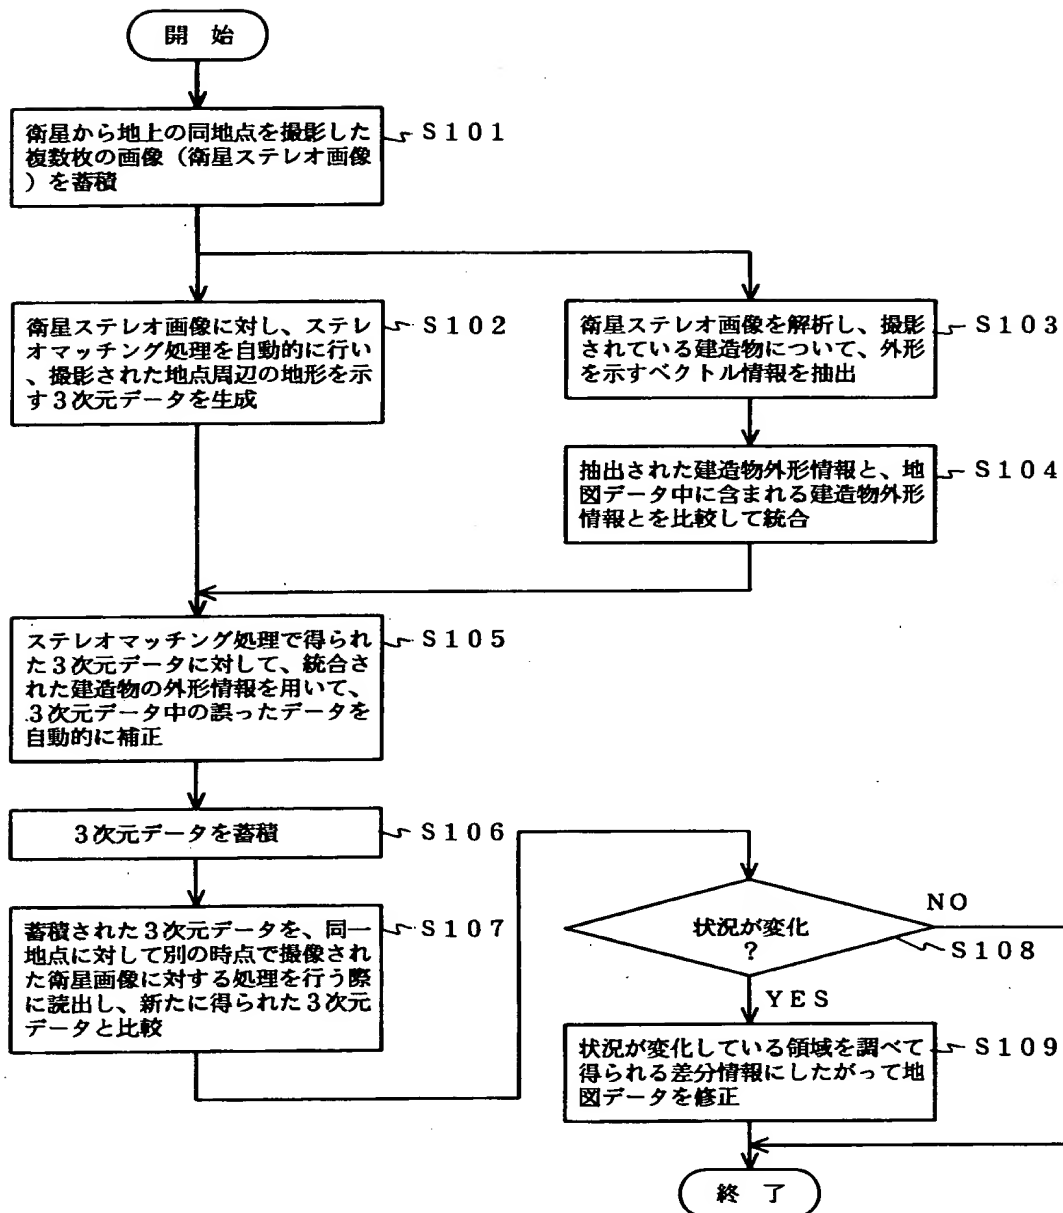 開 始
衛星から地上の同地点を撮影した
複数枚の画像（衛星ステレオ画像
）を蓄積
S101
衛星ステレオ画像に対し、ステレ
オマッチング処理を自動的に行い
、撮影された地点周辺の地形を示
す3次元データを生成
S102
衛星ステレオ画像を解析し、撮影
されている建造物について、外形
を示すベクトル情報を抽出
S103
抽出された建造物外形情報と、地
図データ中に含まれる建造物外形
情報とを比較して統合
S104
ステレオマッチング処理で得られ
た3次元データに対して、統合さ
れた建造物の外形情報を用いて、
3次元データ中の誤ったデータを
自動的に補正
S105
3次元データを蓄積
S106
蓄積された3次元データを、同一
地点に対して別の時点で撮像され
た衛星画像に対する処理を行う際
に読出し、新たに得られた3次元
データと比較
S107
状況が変化
？
NO
S108
YES
状況が変化している領域を調べて
得られる差分情報にしたがって地
図データを修正
S109
終 了